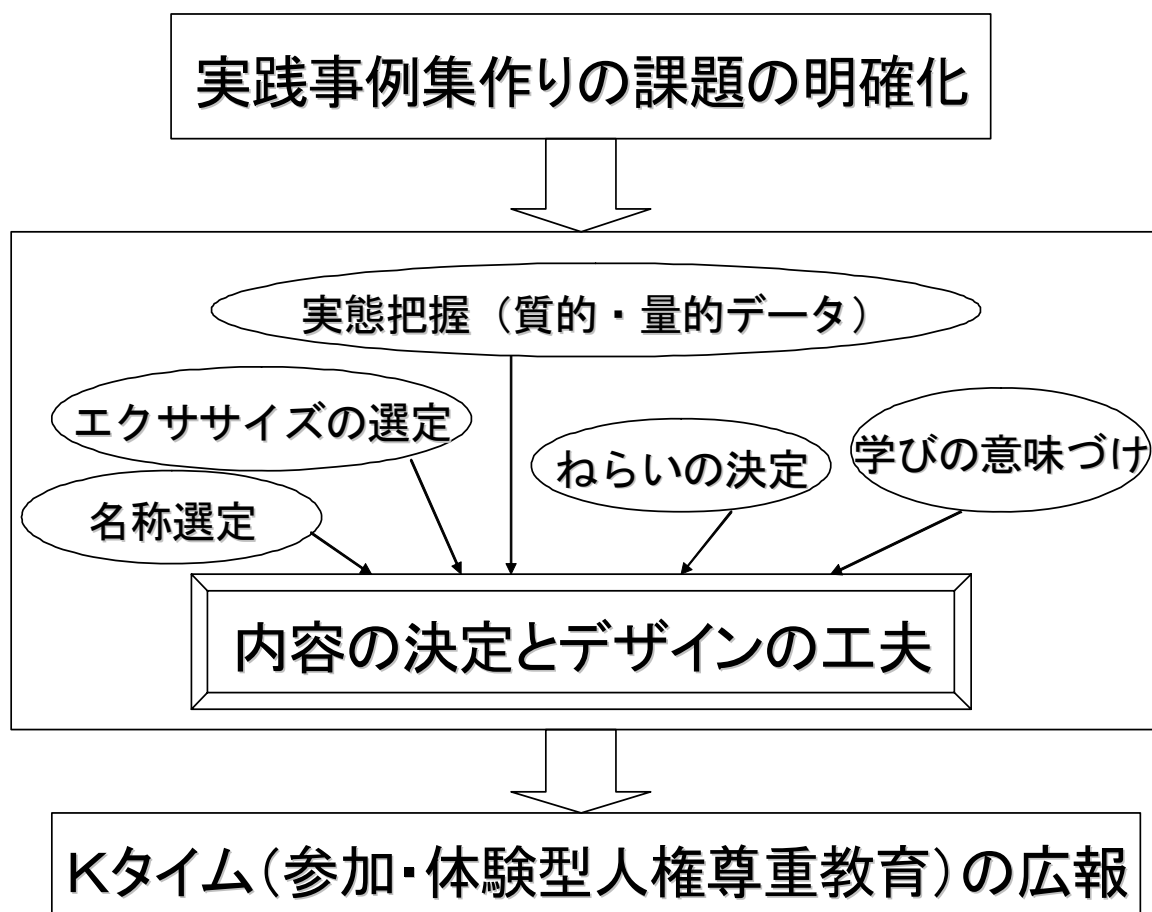 実践事例集作りの課題の明確化
実態把握（質的・量的データ）
エクササイズの選定
ねらいの決定
学びの意味づけ
名称選定
内容の決定とデザインの工夫
Kタイム（参加・体験型人権尊重教育）の広報